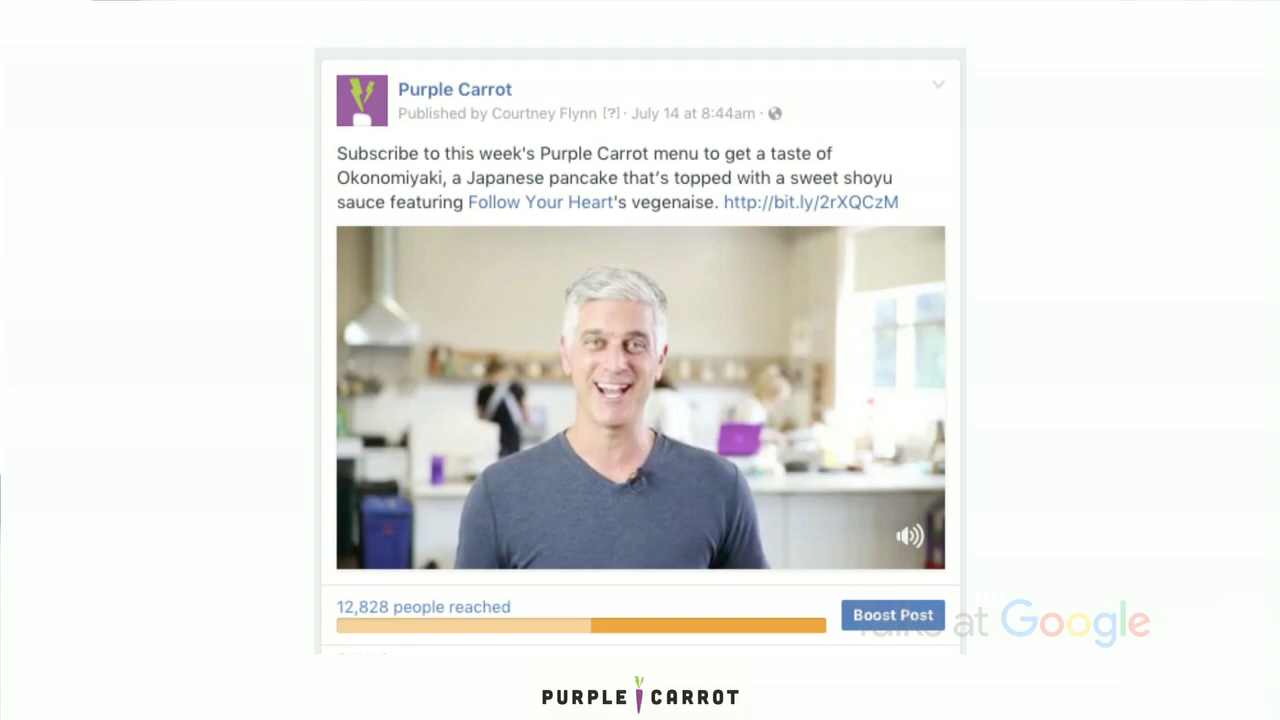 Purple Carrot
Published by Courtney Flynn [?] · July 14 at 8:44am ·
Subscribe to this week's Purple Carrot menu to get a taste of
Okonomiyaki, a Japanese pancake that's topped with a sweet shoyu
sauce featuring Follow Your Heart's vegenaise. http://bit.ly/2rXQCzM
12,828 people reached
Boost Post
Talks at Google
PURPLE CARROT